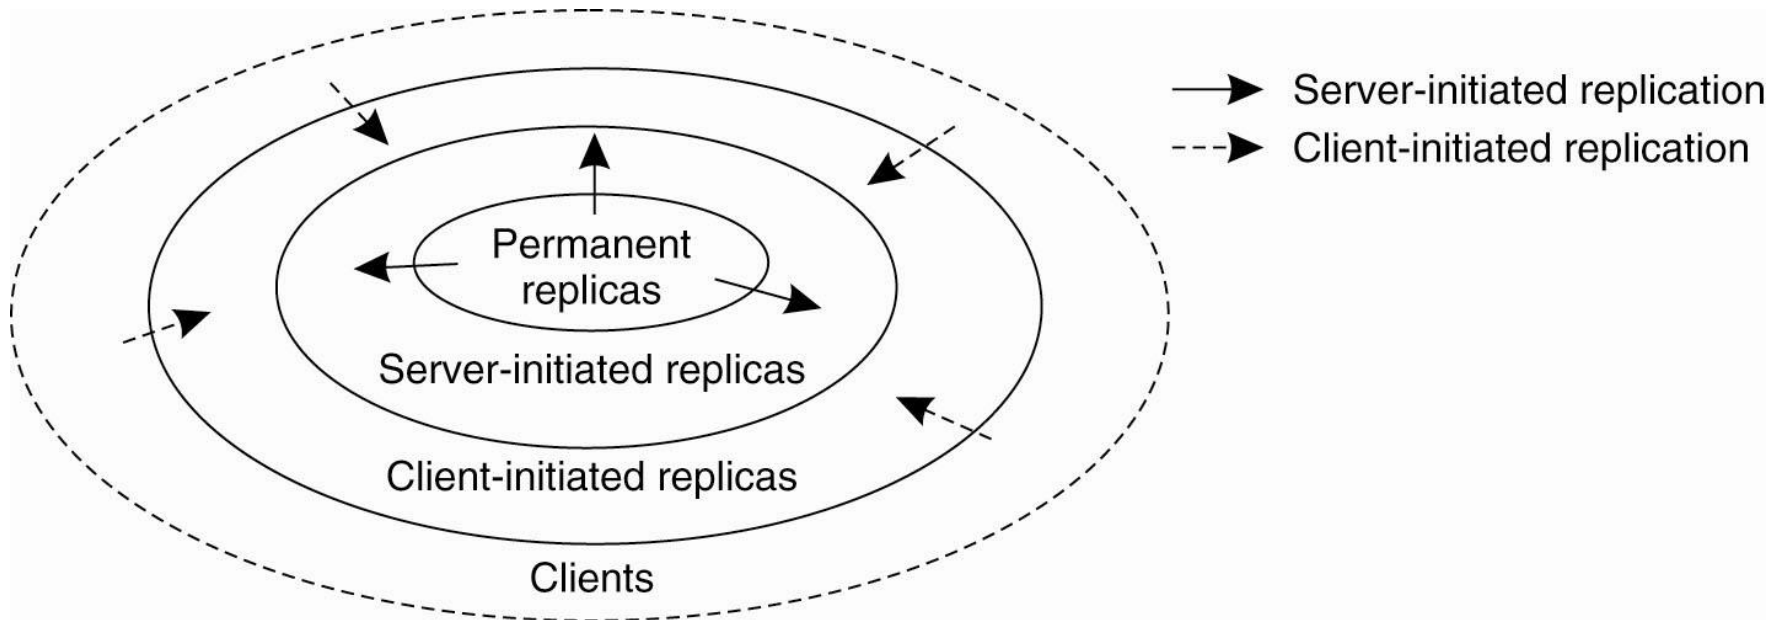 Server-initiated replication
Client-initiated replication
Permanent
replicas
Server-initiated replicas
Client-initiated replicas
Clients